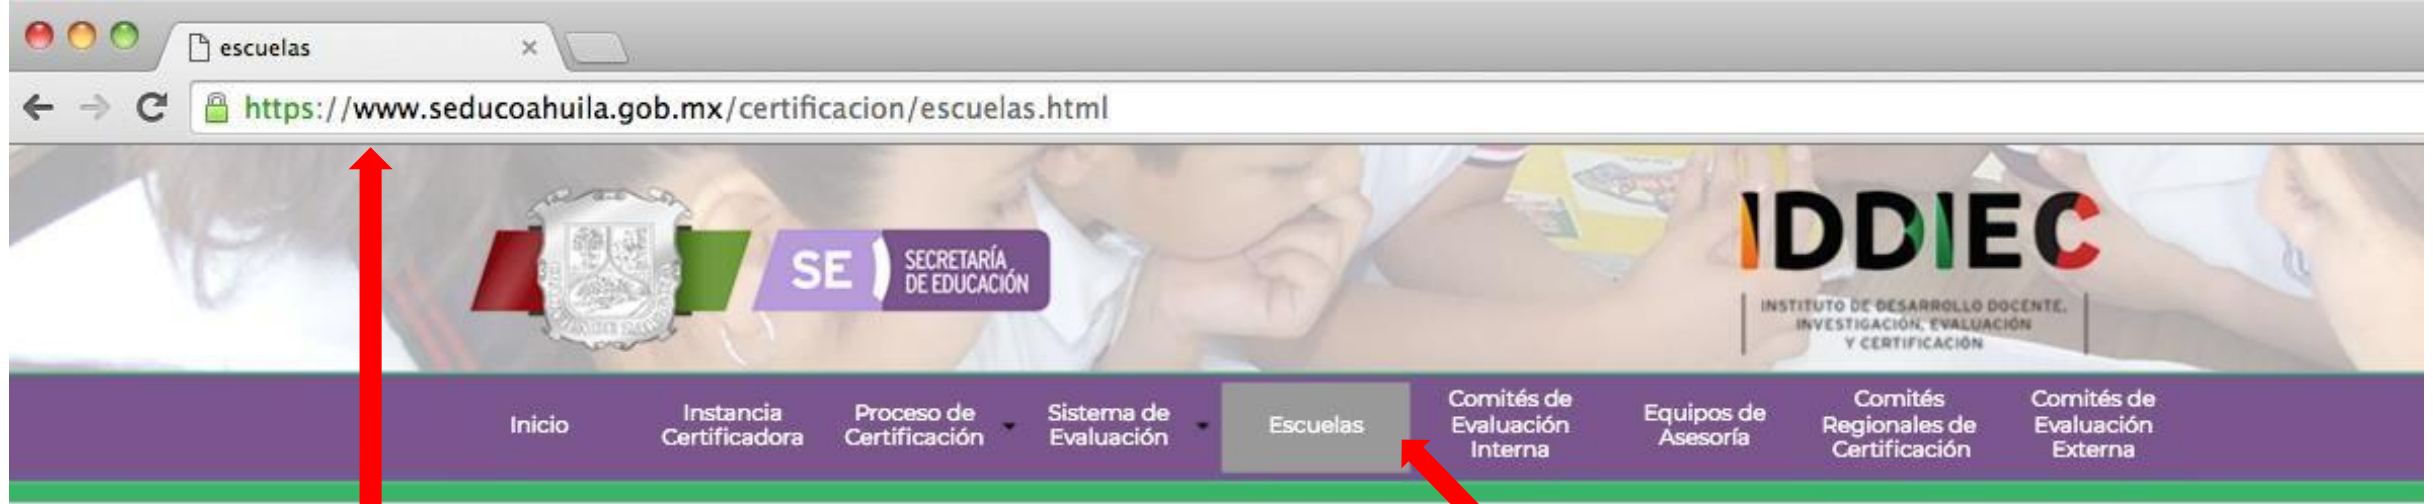 escuelas
https://www.seducoahuila.gob.mx/certificacion/escuelas.html
SE
SECRETARÍA
DE EDUCACIÓN
IDDIEC
INSTITUTO DE DESARROLLO DOCENTE,
INVESTIGACIÓN, EVALUACIÓN
Y CERTIFICACIÓN
Inicio
Instancia
Certificadora
Proceso de
Certificación
Sistema de
Evaluación
Escuelas
Comités de
Evaluación
Interna
Equipos de
Asesoría
Comités
Regionales de
Certificación
Comités de
Evaluación
Externa